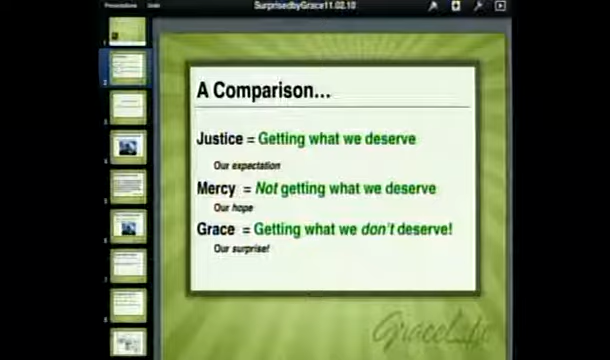 Presentations
SurprisedbyGrace11.02.10
A Comparison...
Justice = Getting what we deserve
Our expectation
Mercy = Not getting what we deserve
Our hope
Grace = Getting what we don't deserve!
Our surprise!
GraceLife